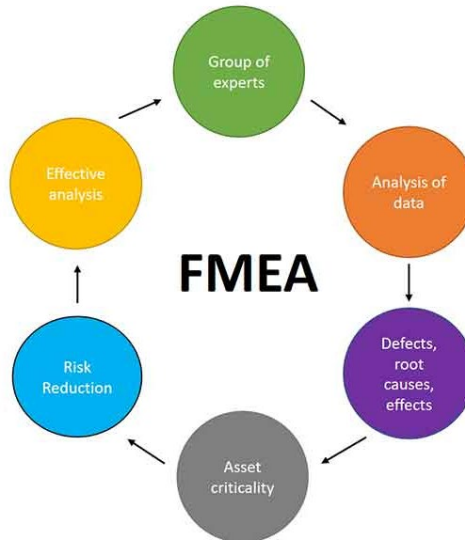 Group of
experts
Analysis of
data
Defects,
root
causes,
effects
Asset
criticality
Risk
Reduction
Effective
analysis
FMEA